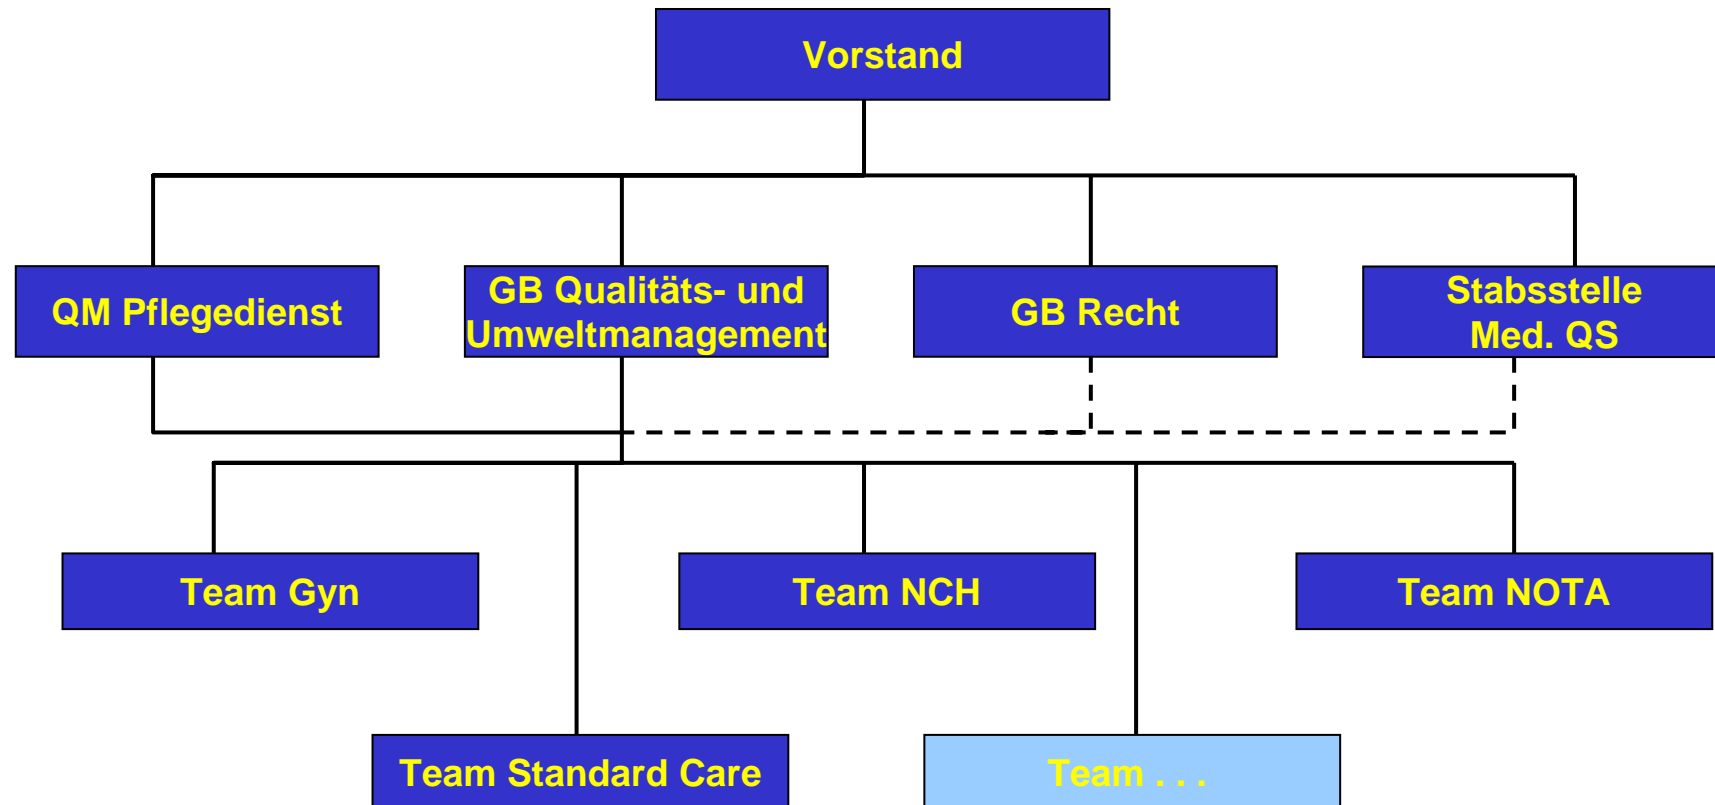 Vorstand
QM Pflegedienst
GB Qualitäts- und
Umweltmanagement
GB Recht
Stabsstelle
Med. QS
Team Gyn
Team NCH
Team NOTA
Team Standard Care
Team . . .